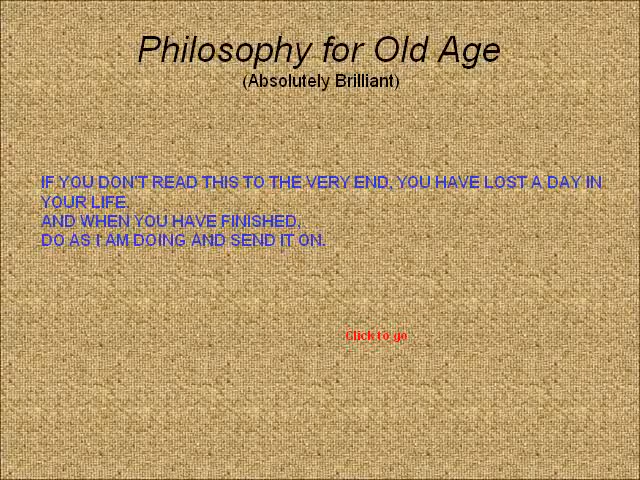 Philosophy for Old Age
(Absolutely Brilliant)
IF YOU DON'T READ THIS TO THE VERY END, YOU HAVE LOST A DAY IN
YOUR LIFE.
AND WHEN YOU HAVE FINISHED,
DO AS I AM DOING AND SEND IT ON.
Click to go